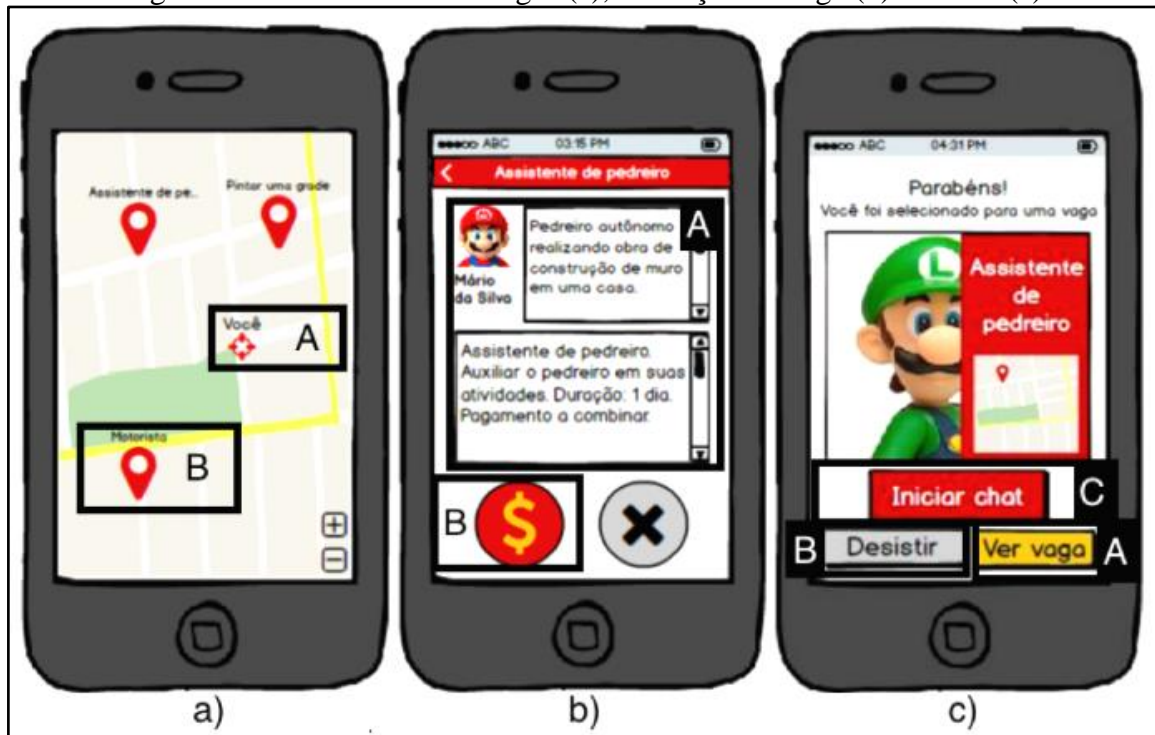 Assistente de pe...
Pintar uma grade
Você
A
Motorista
B
a)
ABC 03:15 PM
Assistente de pedreiro
A
Mário
da Silva
Pedreiro autônomo
realizando obra de
construção de muro
em uma casa.
Assistente de pedreiro.
Auxiliar o pedreiro em suas
atividades. Duração: 1 dia.
Pagamento a combinar.
B
$
b)
ABC 04:31 PM
Parabéns!
Você foi selecionado para uma vaga
L
Assistente
de
pedreiro
Iniciar chat
C
B
Desistir
Ver vaga
A
c)